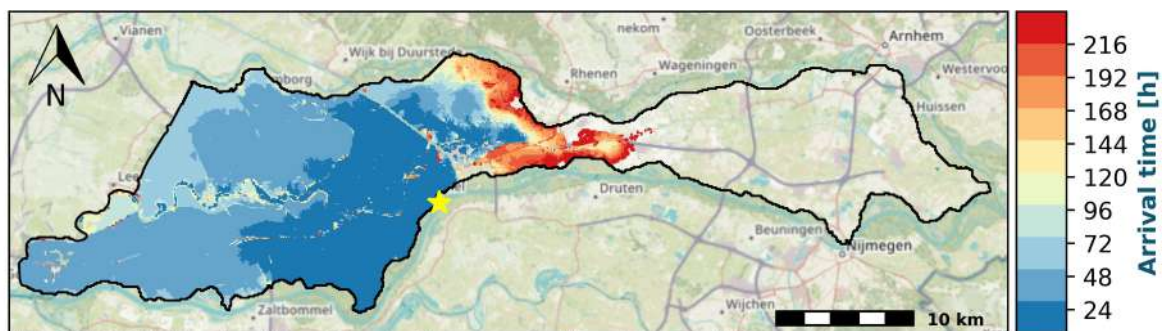 nekom
Oosterbeek
Arnhem
Vianen
Wijk bij Duurstede
Wageningen
Westervoo
Rhenen
Huissen
N
Druten
Beuningen
Nijmegen
Zaltbommel
Wijchen
10 km
216
192
168
144
120
96
72
48
24
Arrival time [h]